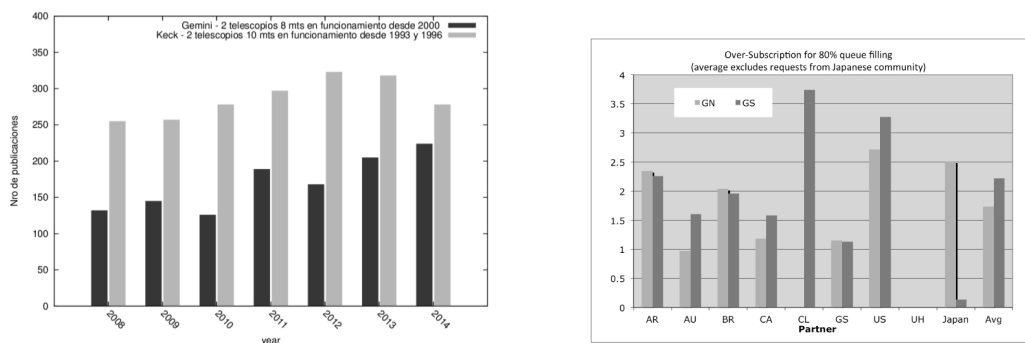 400
350
300
250
200
150
100
50
0
Nro de publicaciones
Gemini - 2 telescopios 8 mts en funcionamiento desde 2000
Keck - 2 telescopios 10 mts en funcionamiento desde 1993 y 1996
2008 2009 2010 2011 2012 2013 2014
year
Over-Subscription for 80% queue filling
(average excludes requests from Japanese community)
4
3.5
3
2.5
2
1.5
1
0.5
0
GN GS
AR AU BR CA CL GS US UH Japan Avg
Partner